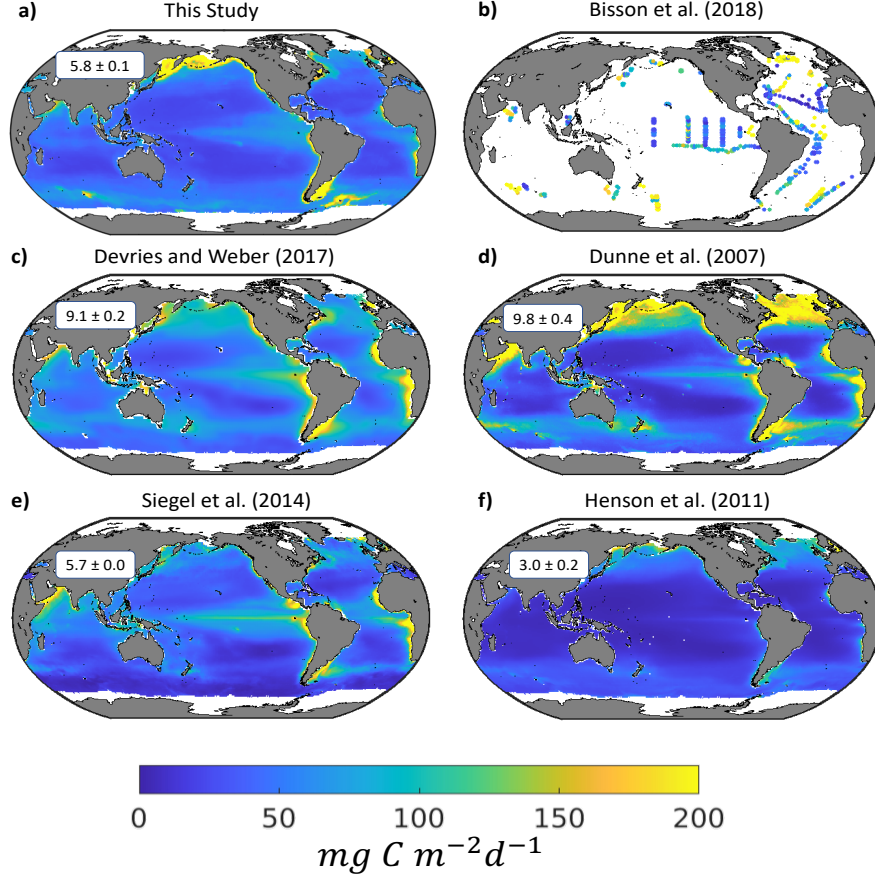 a) This Study
5.8 ± 0.1
b) Bisson et al. (2018)
c) Devries and Weber (2017)
9.1 ± 0.2
d) Dunne et al. (2007)
9.8 ± 0.4
e) Siegel et al. (2014)
5.7 ± 0.0
f) Henson et al. (2011)
3.0 ± 0.2
0 50 100 150 200
mg C m⁻²d⁻¹